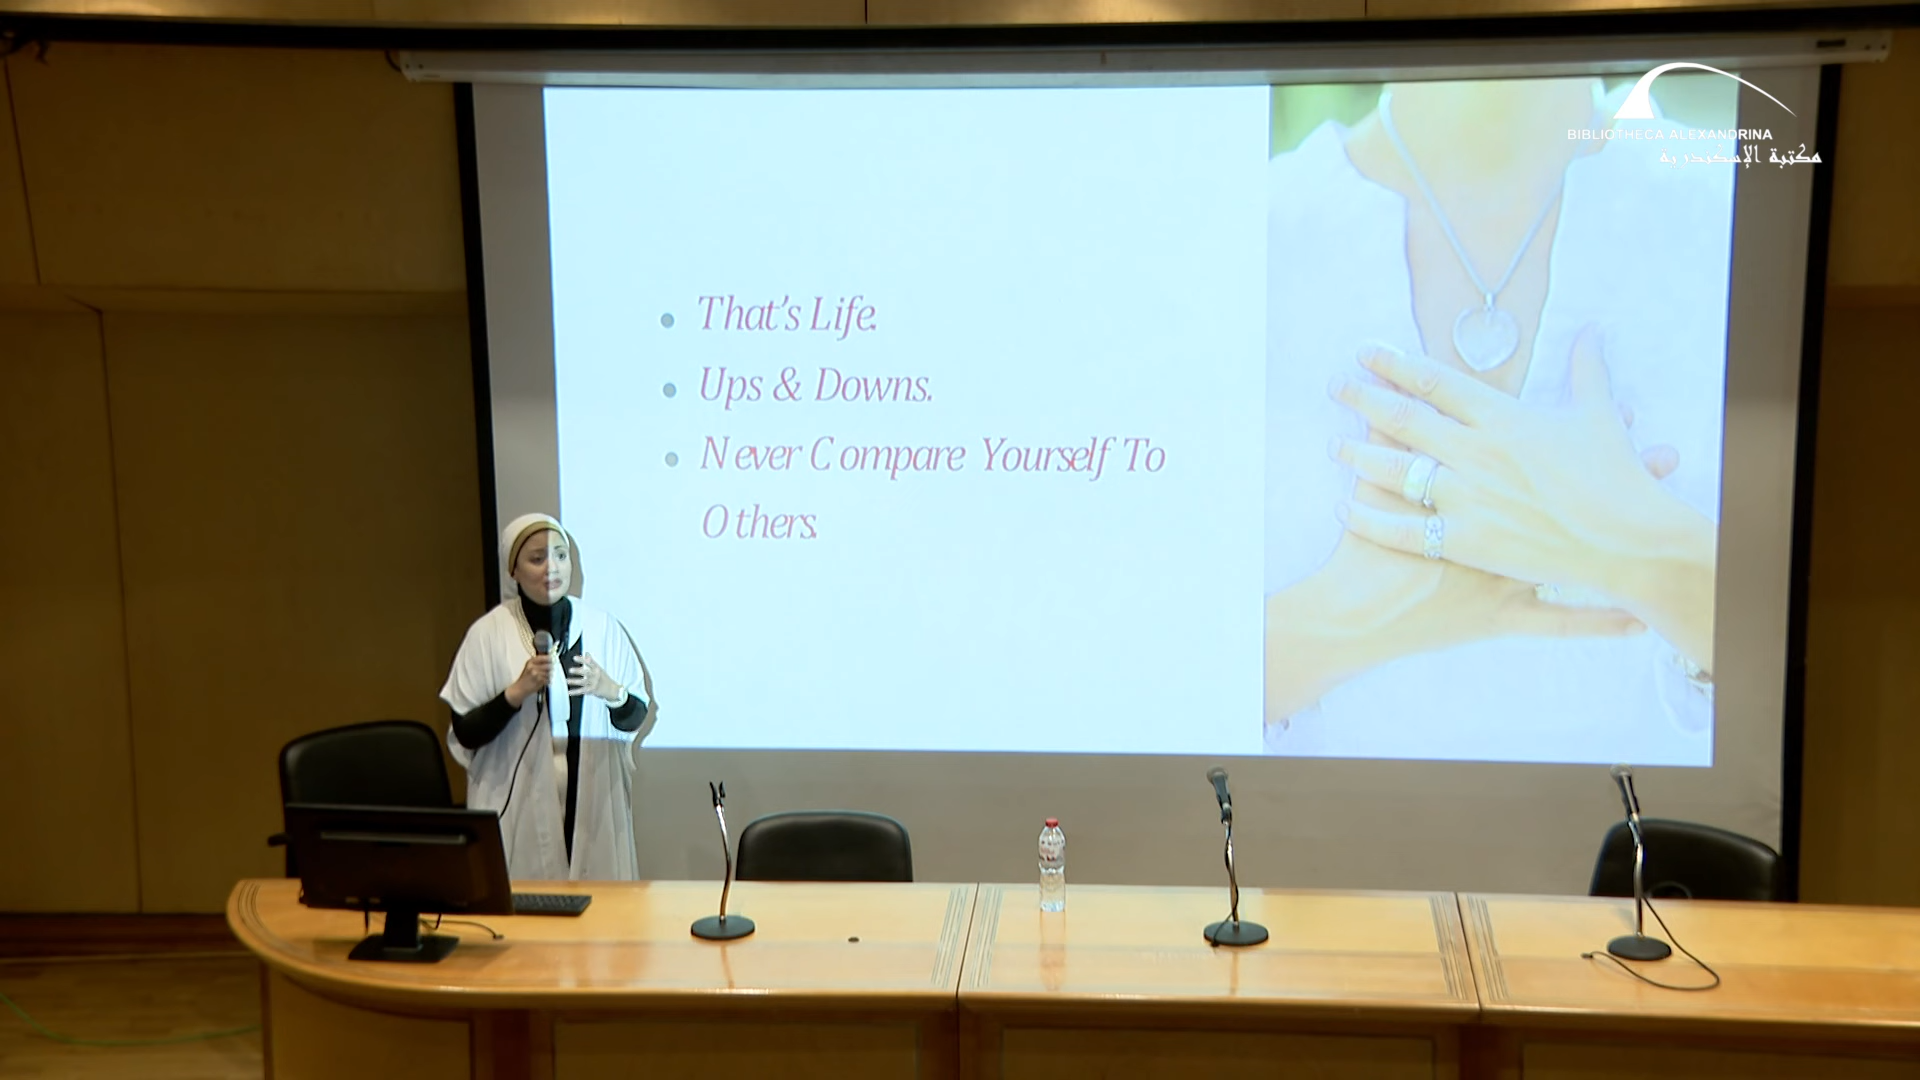 BIBLIOTHECA ALEXANDRINA
مكتبة الإسكندرية
That's Life.
Ups & Downs.
Never Compare Yourself To
Others.